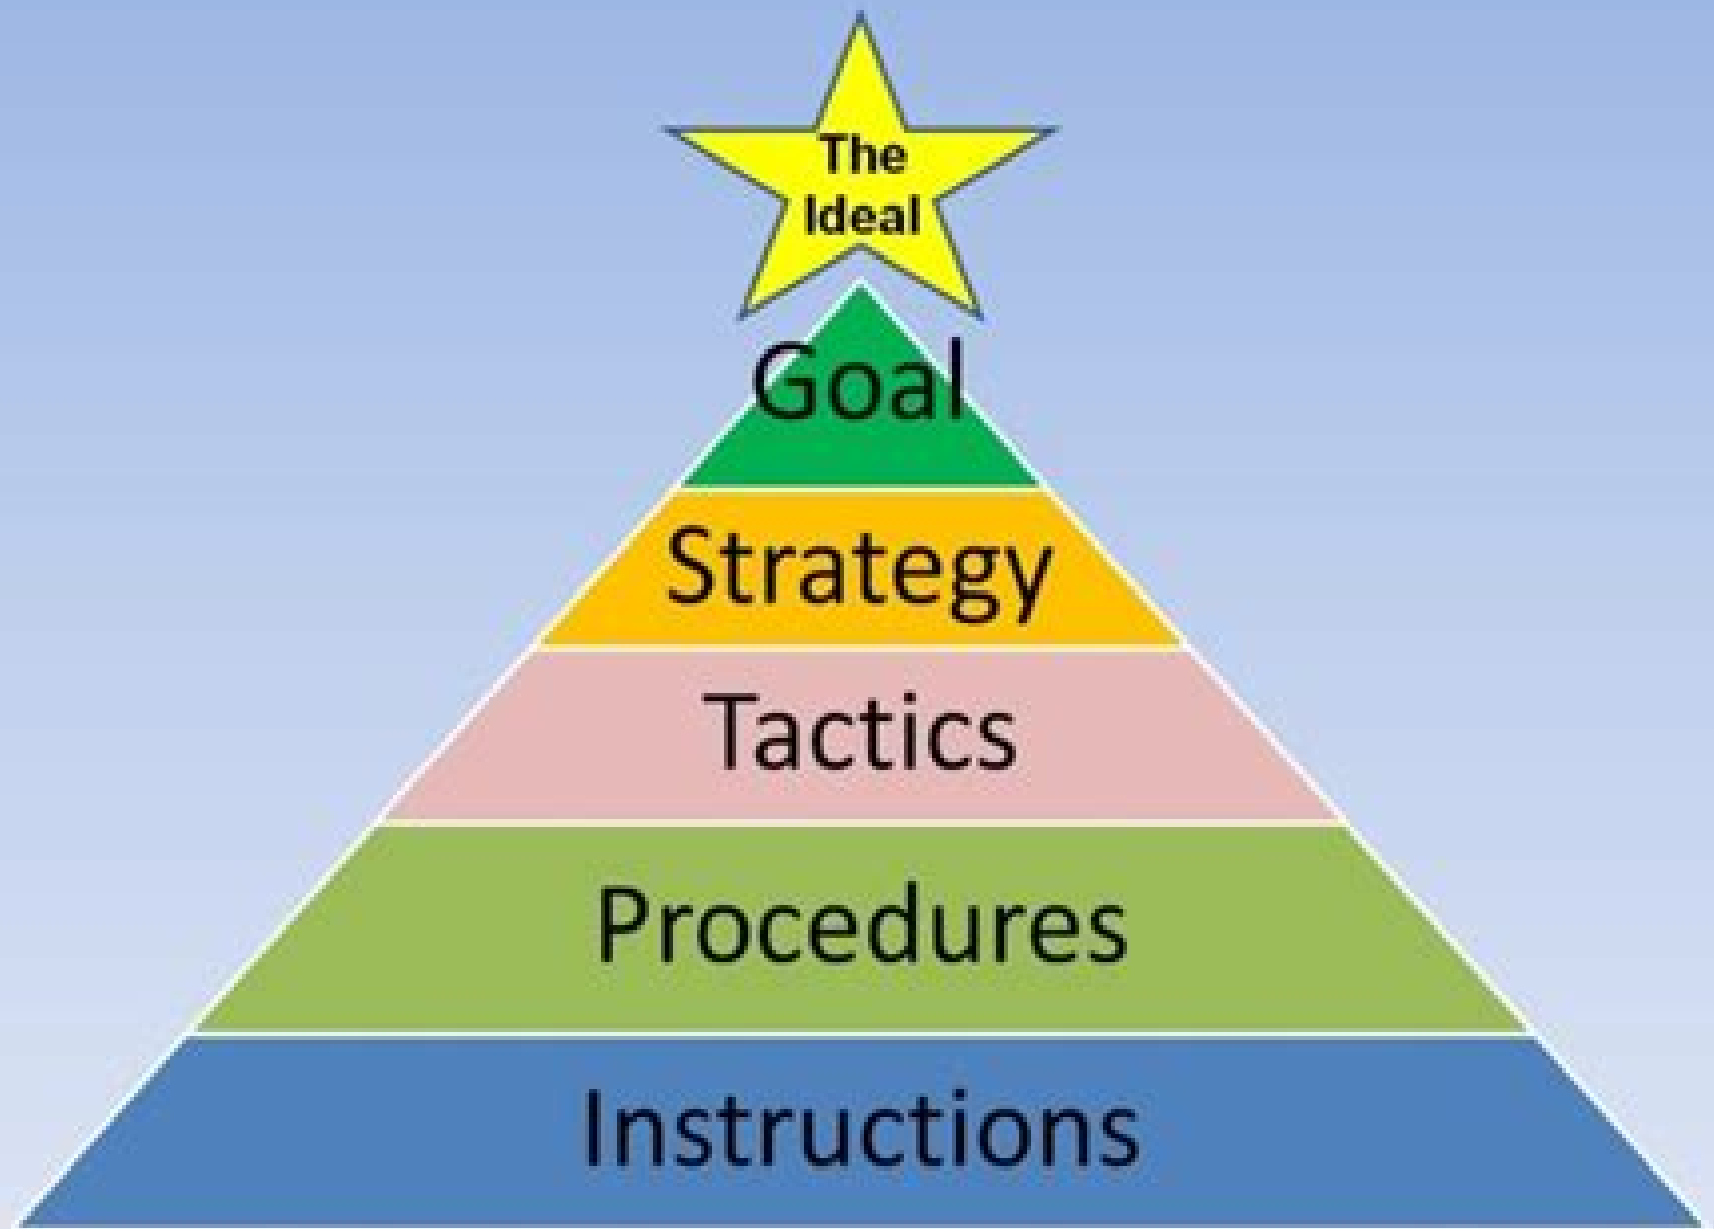 The
Ideal
Goal
Strategy
Tactics
Procedures
Instructions